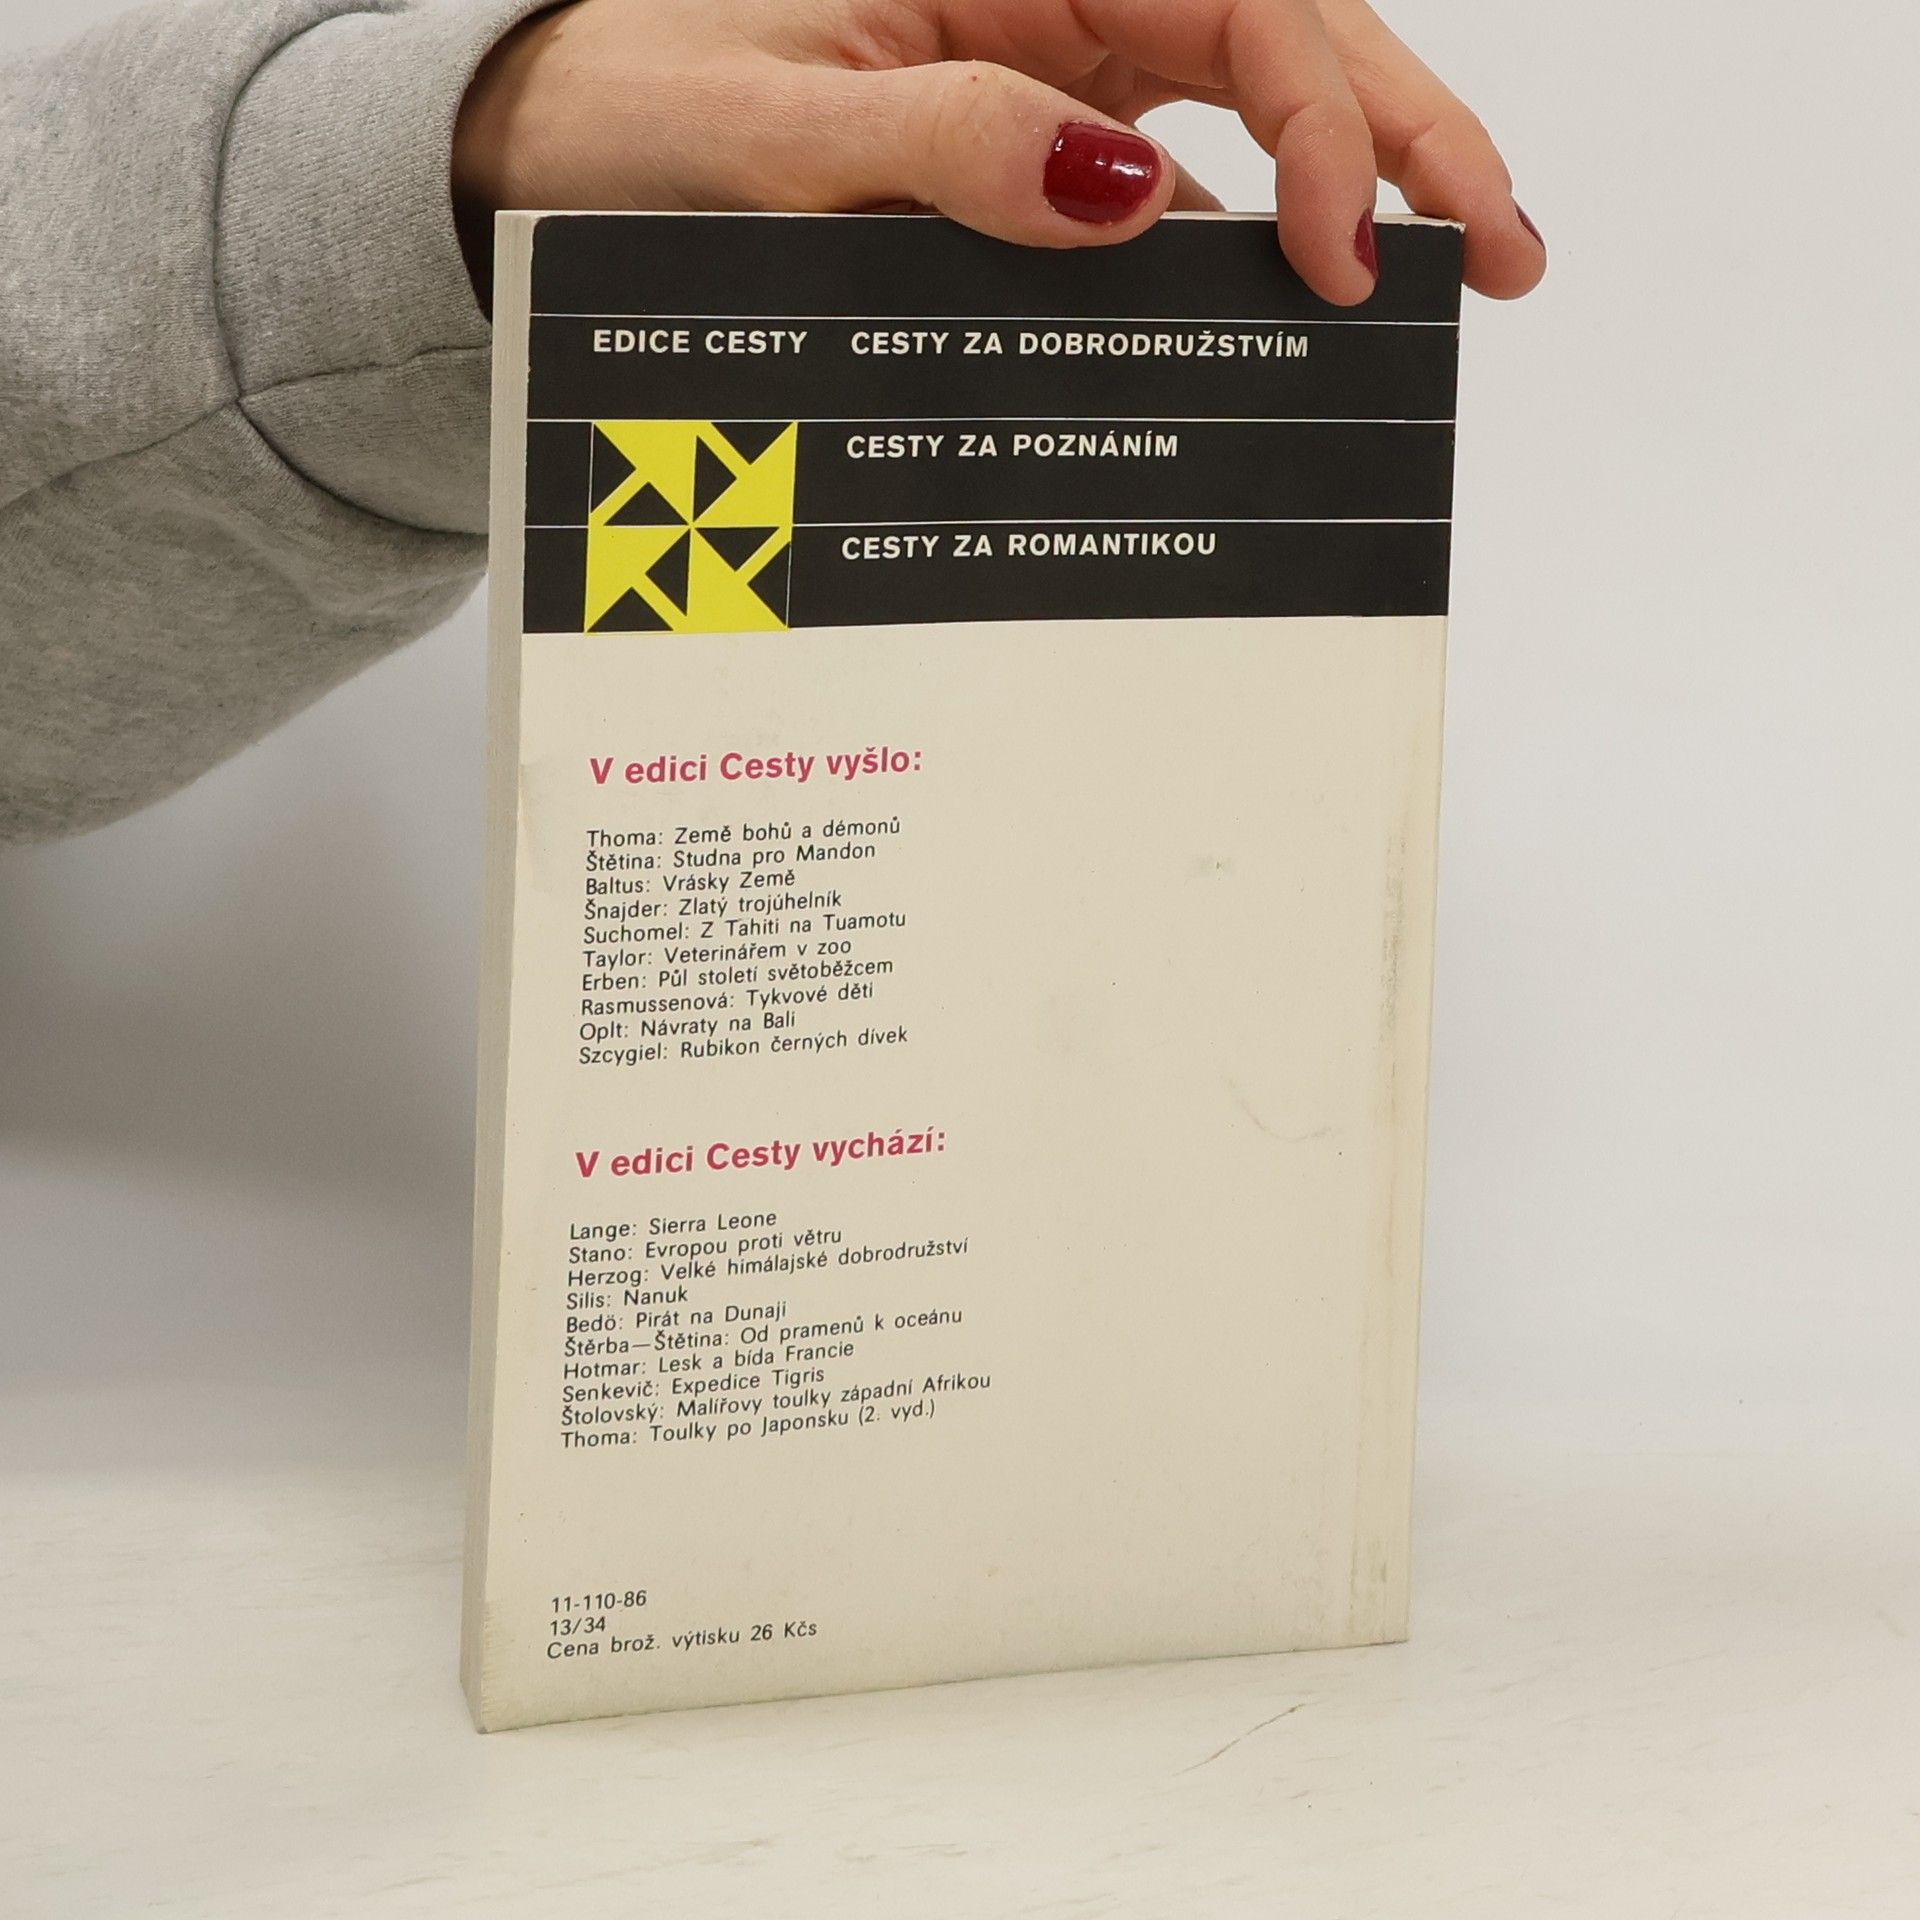 EDICE CESTY CESTY ZA DOBRODRUŽSTVÍM
CESTY ZA POZNÁNÍM
CESTY ZA ROMANTIKOU
V edici Cesty vyšlo:
Thoma: Země bohů a démonů
Štětina: Studna pro Mandon
Baltus: Vrásky Země
Šnajder: Zlatý trojúhelník
Suchomel: Z Tahiti na Tuamotu
Taylor: Veterinářem v zoo
Erben: Půl století světoběžcem
Rasmussenová: Tykvové děti
Oplt: Návraty na Bali
Szcygiel: Rubikon černých dívek
V edici Cesty vychází:
Lange: Sierra Leone
Stano: Evropou proti větru
Herzog: Velké himálajské dobrodružství
Silis: Nanuk
Bedö: Pirát na Dunaji
Štěrba—Štětina: Od pramenů k oceánu
Hotmar: Lesk a bída Francie
Senkevič: Expedice Tigris
Štolovský: Malířovy toulky západní Afrikou
Thoma: Toulky po Japonsku (2. vyd.)
11-110-86
13/34
Cena brož. výtisku 26 Kčs